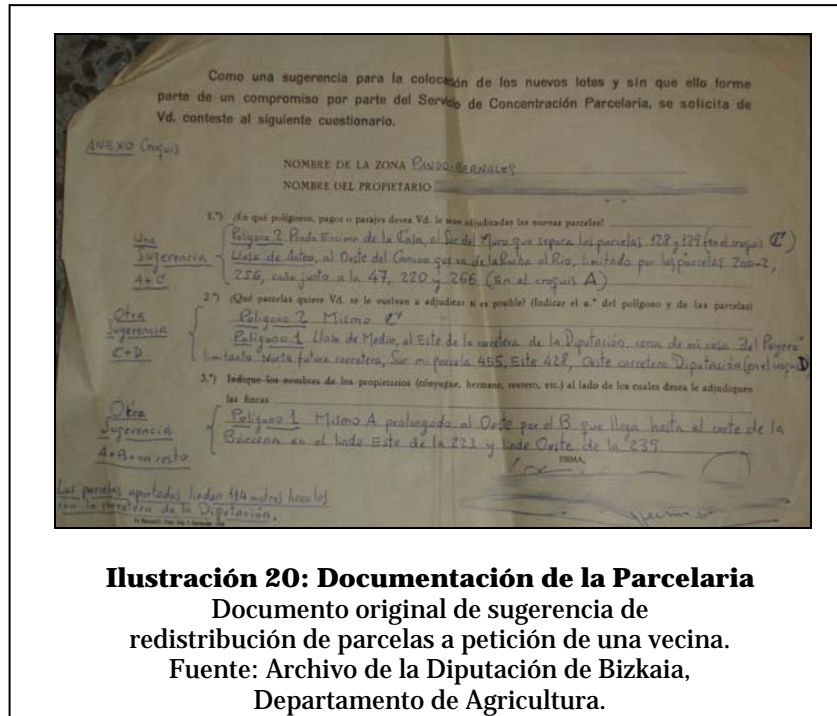 Como una sugerencia para la colocación de los nuevos lotes y sin que ello forme
parte de un compromiso por parte del Servicio de Concentración Parcelaria, se solicita de
Vd. conteste al siguiente cuestionario.
ANEXO (croquis)
NOMBRE DE LA ZONA PANDO-BERNALES
NOMBRE DEL PROPIETARIO
1.º) ¿En qué polígonos, pagos o parajes desea Vd. le sean adjudicadas las nuevas parcelas?
Una
Sugerencia
A+C
Polígono 2 Prado Encima de la Casa, al Sur del Muro que separa las parcelas 128 y 129 (en el croquis C)
Llosa de Anteo, al Oeste del Camino que va de la al Rio, limitado por las parcelas 200-2,
256, casi junto a la 47, 220 y 266 (en el croquis A)
2.º) ¿Qué parcelas quiere Vd. se le vuelvan a adjudicar si es posible? (Indicar el n.º del polígono y de las parcelas)
Otra
Sugerencia
C+D
Polígono 2 Mismo C
Polígono 1 Llosa de Medio, al Este de la carretera de la Diputación, cerca de mi casa "del Payero"
limitante Norte futura carretera, Sur mi parcela 455, Este 428, Oeste carretera Diputación (en el croquis D
3.º) Indique los nombres de los propietarios (cónyugue, hermano, rentero, etc.) al lado de los cuales desea le adjudiquen
las fincas
Otra
Sugerencia
A+B+un resto
Polígono 1 Mismo A prolongado al Oeste por el B que llega hasta el corte de la
Bárcena en el linde Este de la 223 y linde Oeste de la 239
FIRMA,
Las parcelas aportadas lindan 114 metros lineales
con la carretera de la Diputación.
Ilustración 20: Documentación de la Parcelaria
Documento original de sugerencia de
redistribución de parcelas a petición de una vecina.
Fuente: Archivo de la Diputación de Bizkaia,
Departamento de Agricultura.